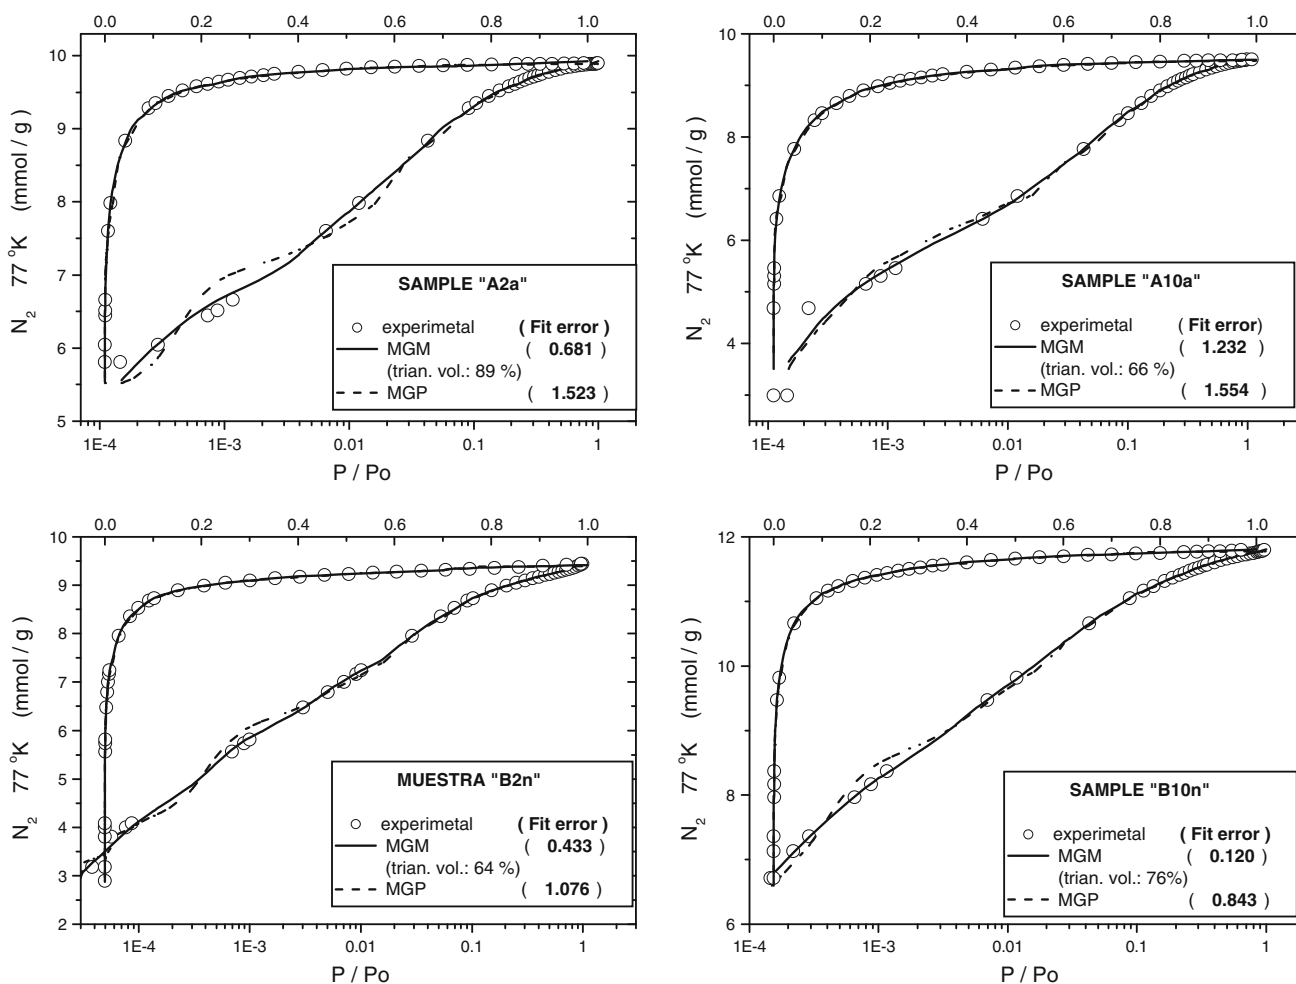 0.0 0.2 0.4 0.6 0.8 1.0
10
9
8
7
6
5
N2 77 °K (mmol / g)
SAMPLE "A2a"
experimetal ( Fit error )
MGM ( 0.681 )
(trian. vol.: 89 %)
MGP ( 1.523 )
1E-4 1E-3 0.01 0.1 1
P / Po
0.0 0.2 0.4 0.6 0.8 1.0
10
8
6
4
N2 77 °K (mmol / g)
SAMPLE "A10a"
experimetal ( Fit error)
MGM ( 1.232 )
(trian. vol.: 66 %)
MGP ( 1.554 )
1E-4 1E-3 0.01 0.1 1
P / Po
0.0 0.2 0.4 0.6 0.8 1.0
10
9
8
7
6
5
4
3
2
N2 77 °K (mmol / g)
MUESTRA "B2n"
experimetal ( Fit error )
MGM ( 0.433 )
(trian. vol.: 64 %)
MGP ( 1.076 )
1E-4 1E-3 0.01 0.1 1
P / Po
0.0 0.2 0.4 0.6 0.8 1.0
12
10
8
6
N2 77 °K (mmol / g)
SAMPLE "B10n"
experimetal ( Fit error )
MGM ( 0.120 )
(trian. vol.: 76%)
MGP ( 0.843 )
1E-4 1E-3 0.01 0.1 1
P / Po